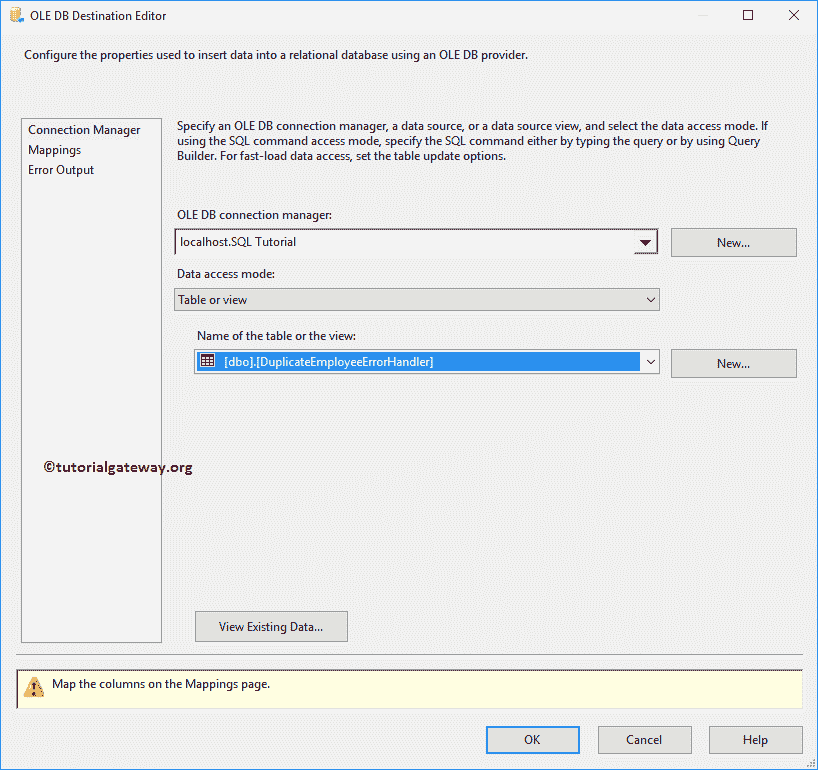 OLE DB Destination Editor
Configure the properties used to insert data into a relational database using an OLE DB provider.
Connection Manager
Mappings
Error Output
Specify an OLE DB connection manager, a data source, or a data source view, and select the data access mode. If
using the SQL command access mode, specify the SQL command either by typing the query or by using Query
Builder. For fast-load data access, set the table update options.
OLE DB connection manager:
localhost.SQL Tutorial
New...
Data access mode:
Table or view
Name of the table or the view:
[dbo].[DuplicateEmployeeErrorHandler]
New...
©tutorialgateway.org
View Existing Data...
Map the columns on the Mappings page.
OK
Cancel
Help